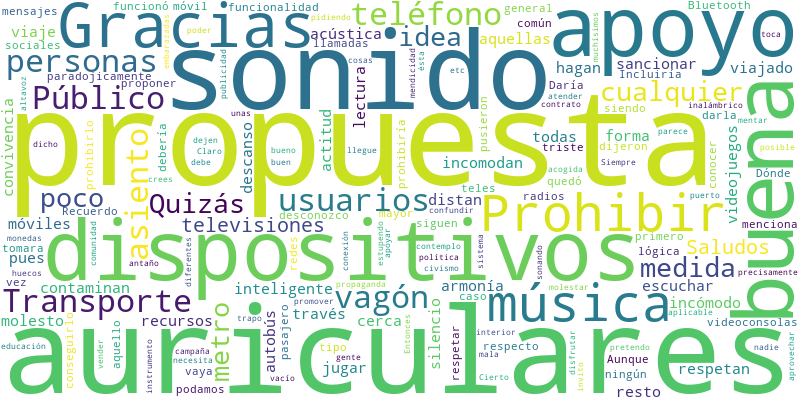 mensajes
funcionó
móvil
funcionalidad
Gracias
pidiendo
teléfono
general
común
Bluetooth
muchísimos
apoyo
viaje
sociales
embarazadas
poder
llamadas
acústica
idea
aquellas
toca
personas
sonido
sancionar
hagan
viajado
paradojicamente
publicidad
cosas
ésta
mendicidad
etc
Incluiria
proponer
Público
lectura
Daría
atender
contrato
inalámbrico
cualquier
convivencia
altavoz
dicho
prohibirlo
debería
unas
dejen
Claro
debe
bueno
buen
descanso
llegue
actitud
prohibiría
pusieron
siendo
darla
mentar
propuesta
todas
forma
dijeron
parece
triste
crees
acogida
Siempre
posible
conocer
videojuegos
buena
incomodan
quedó
Dónde
puerto
asiento
poco
Quizás
usuarios
teles
distan
radios
Prohibir
menciona
móviles
Recuerdo
televisiones
desconozco
mayor
confundir
siguen
primero
Saludos
tomara
monedas
comunidad
antaño
diferentes
redes
estupenda
apoyar
conexión
contemplo
política
civismo
sistema
sonando
lógica
pues
dispositivos
medida
contaminan
inteligente
armonía
caso
molestar
escuchar
precisamente
huecos
vez
Transporte
promover
través
propaganda
vagón
música
incómodo
molesto
recursos
metro
autobús
trapo
pasajero
cerca
silencio
Entonces
respecto
videoconsolas
aplicable
educación
conseguirlo
aquello
vender
instrumento
campaña
necesita
tipo
gente
jugar
respetar
interior
mala
disfrutar
invito
pretendo
Aunque
nadie
respetan
aprovechar
auriculares
vaya
podamos
vacío
Cierto
ningún
resto